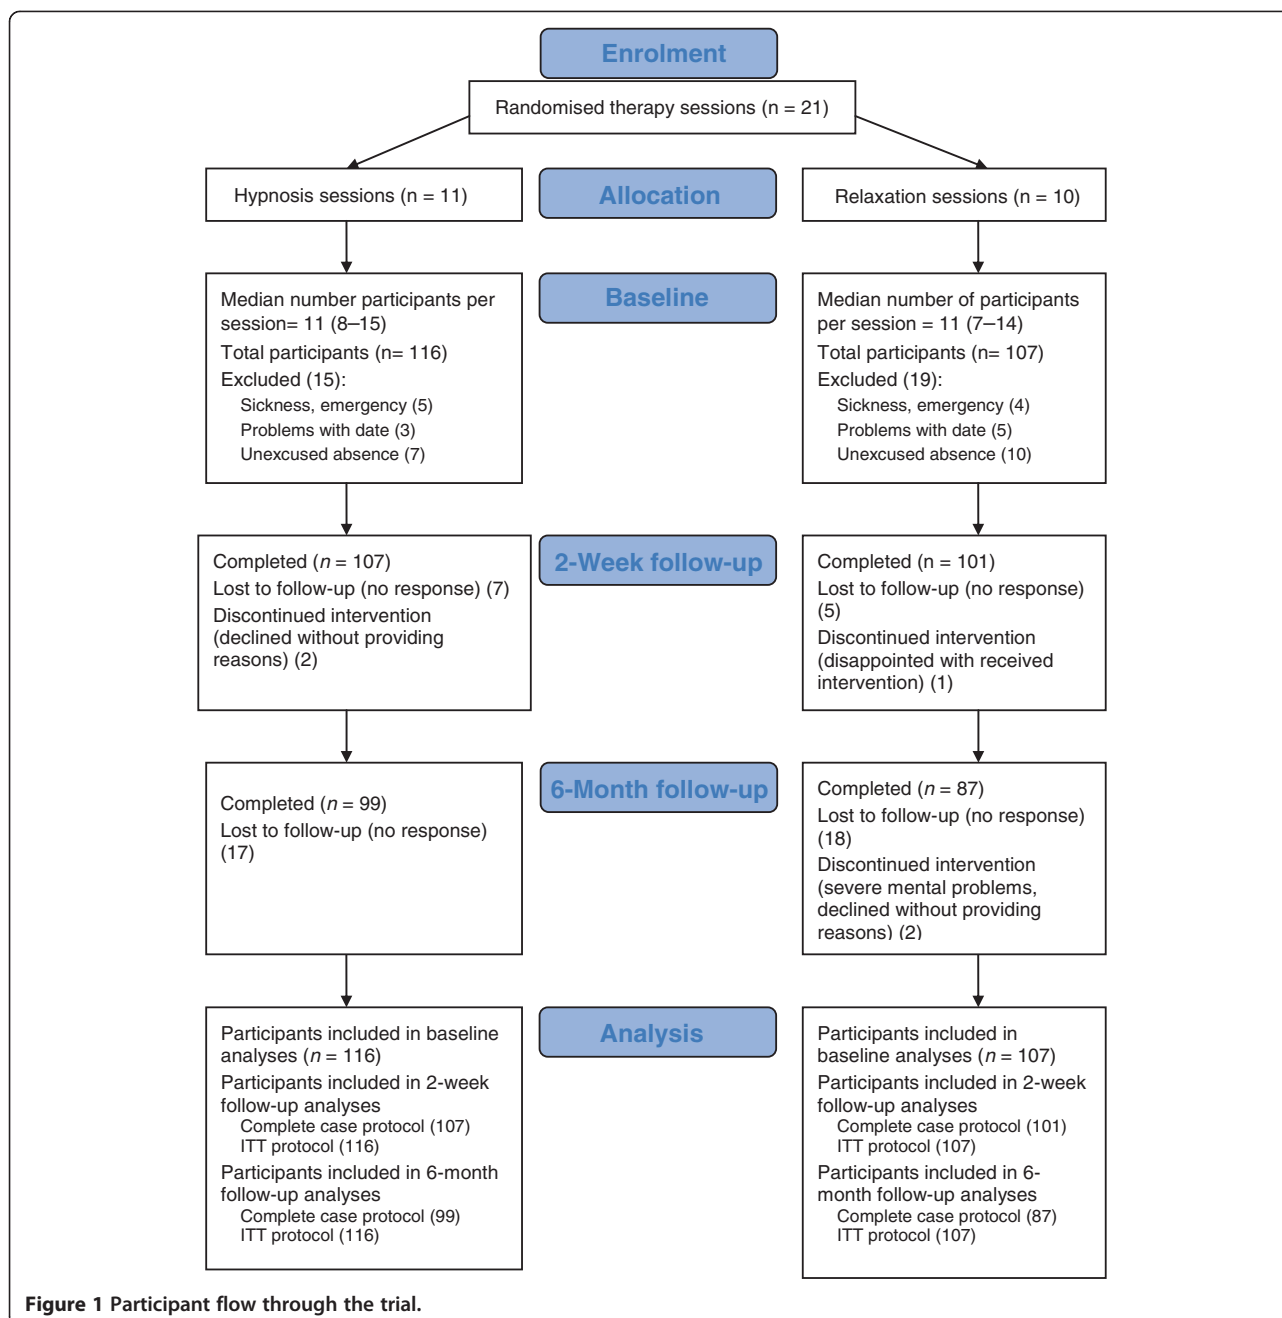 Enrolment
Randomised therapy sessions (n = 21)
Hypnosis sessions (n = 11)
Allocation
Relaxation sessions (n = 10)
Median number participants per
session= 11 (8–15)
Total participants (n= 116)
Excluded (15):
Sickness, emergency (5)
Problems with date (3)
Unexcused absence (7)
Baseline
Median number of participants
per session = 11 (7–14)
Total participants (n= 107)
Excluded (19):
Sickness, emergency (4)
Problems with date (5)
Unexcused absence (10)
Completed (n = 107)
Lost to follow-up (no response) (7)
Discontinued intervention
(declined without providing
reasons) (2)
2-Week follow-up
Completed (n = 101)
Lost to follow-up (no response)
(5)
Discontinued intervention
(disappointed with received
intervention) (1)
Completed (n = 99)
Lost to follow-up (no response)
(17)
6-Month follow-up
Completed (n = 87)
Lost to follow-up (no response)
(18)
Discontinued intervention
(severe mental problems,
declined without providing
reasons) (2)
Participants included in baseline
analyses (n = 116)
Participants included in 2-week
follow-up analyses
Complete case protocol (107)
ITT protocol (116)
Participants included in 6-month
follow-up analyses
Complete case protocol (99)
ITT protocol (116)
Analysis
Participants included in
baseline analyses (n = 107)
Participants included in 2-week
follow-up analyses
Complete case protocol (101)
ITT protocol (107)
Participants included in 6-
month follow-up analyses
Complete case protocol (87)
ITT protocol (107)
Figure 1 Participant flow through the trial.